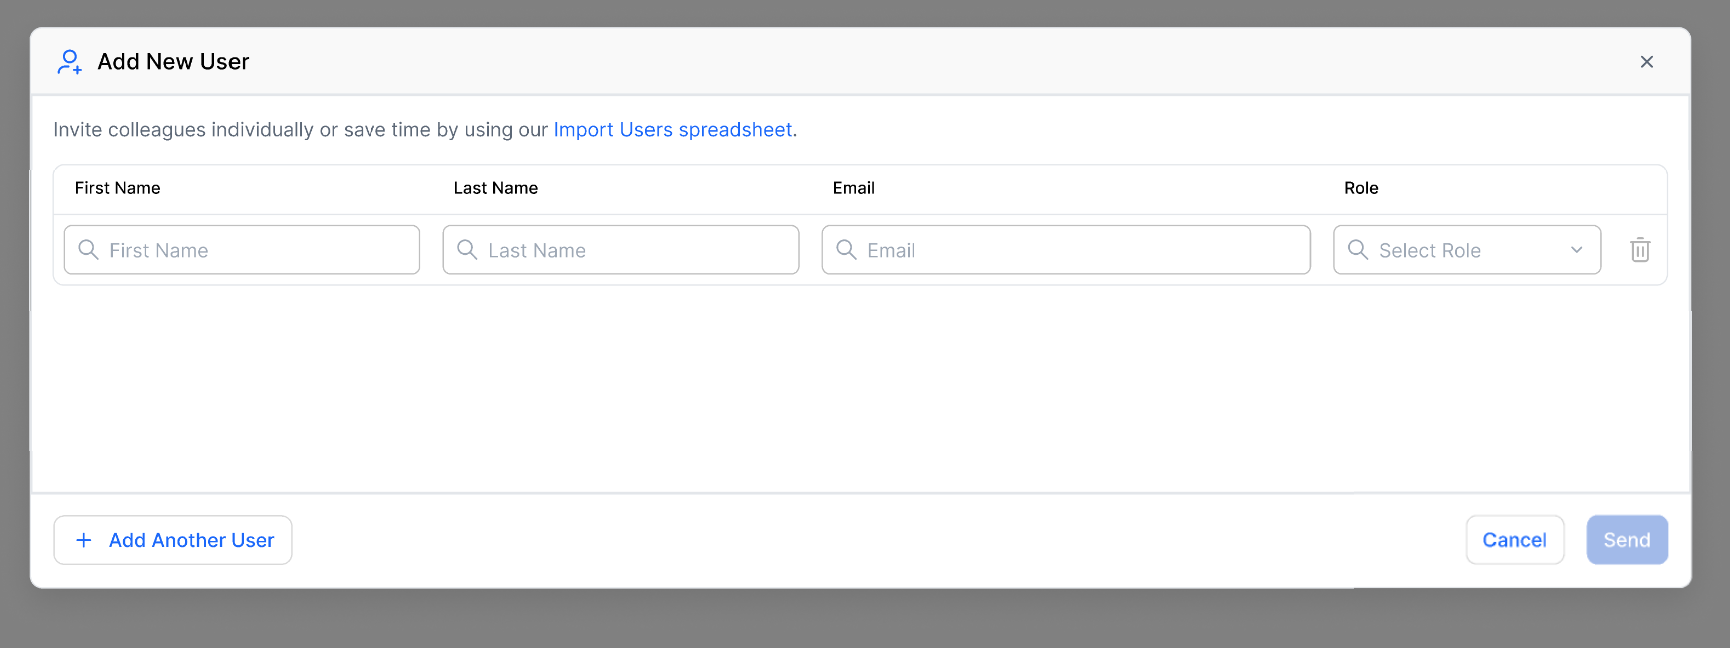 Add New User
Invite colleagues individually or save time by using our Import Users spreadsheet.
First Name Last Name Email Role
First Name Last Name Email Select Role
Add Another User Cancel Send